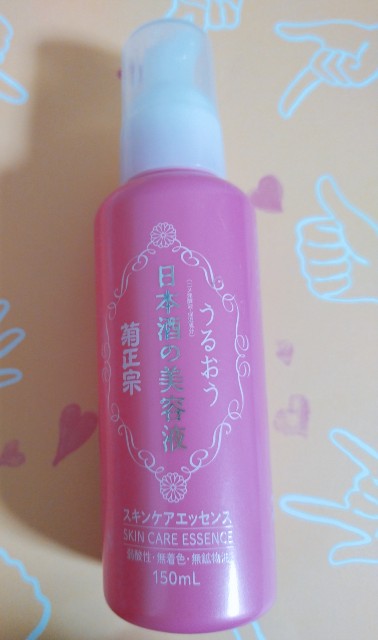 うるおう
日本酒の美容液
菊正宗
スキンケアエッセンス
SKIN CARE ESSENCE
弱酸性・無着色・無鉱物油
150mL